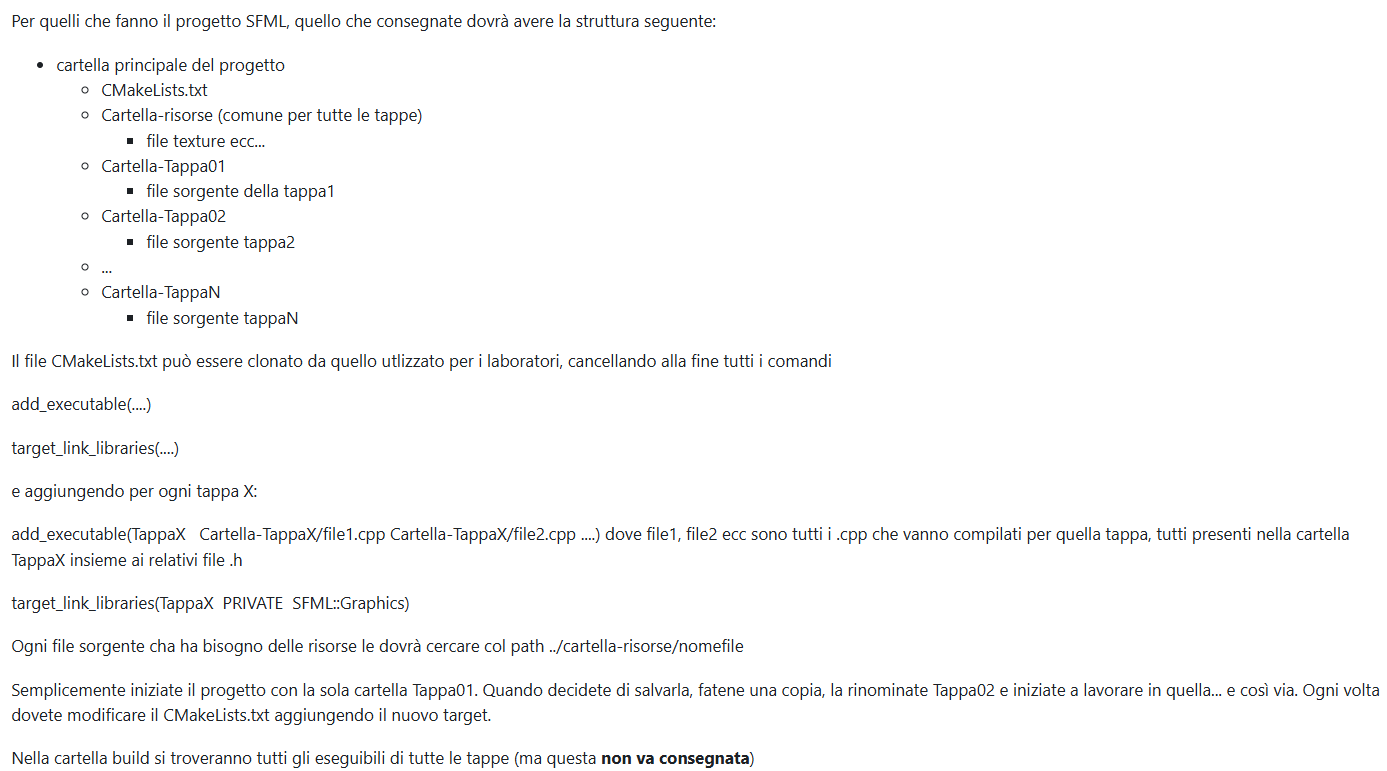 Per quelli che fanno il progetto SFML, quello che consegnate dovrà avere la struttura seguente:
cartella principale del progetto
CMakeLists.txt
Cartella-risorse (comune per tutte le tappe)
file texture ecc...
Cartella-Tappa01
file sorgente della tappa1
Cartella-Tappa02
file sorgente tappa2
...
Cartella-TappaN
file sorgente tappaN
Il file CMakeLists.txt può essere clonato da quello utlizzato per i laboratori, cancellando alla fine tutti i comandi
add_executable(....)
target_link_libraries(....)
e aggiungendo per ogni tappa X:
add_executable(TappaX   Cartella-TappaX/file1.cpp Cartella-TappaX/file2.cpp ....) dove file1, file2 ecc sono tutti i .cpp che vanno compilati per quella tappa, tutti presenti nella cartella
TappaX insieme ai relativi file .h
target_link_libraries(TappaX  PRIVATE  SFML::Graphics)
Ogni file sorgente cha ha bisogno delle risorse le dovrà cercare col path ../cartella-risorse/nomefile
Semplicemente iniziate il progetto con la sola cartella Tappa01. Quando decidete di salvarla, fatene una copia, la rinominate Tappa02 e iniziate a lavorare in quella... e così via. Ogni volta
dovete modificare il CMakeLists.txt aggiungendo il nuovo target.
Nella cartella build si troveranno tutti gli eseguibili di tutte le tappe (ma questa non va consegnata)